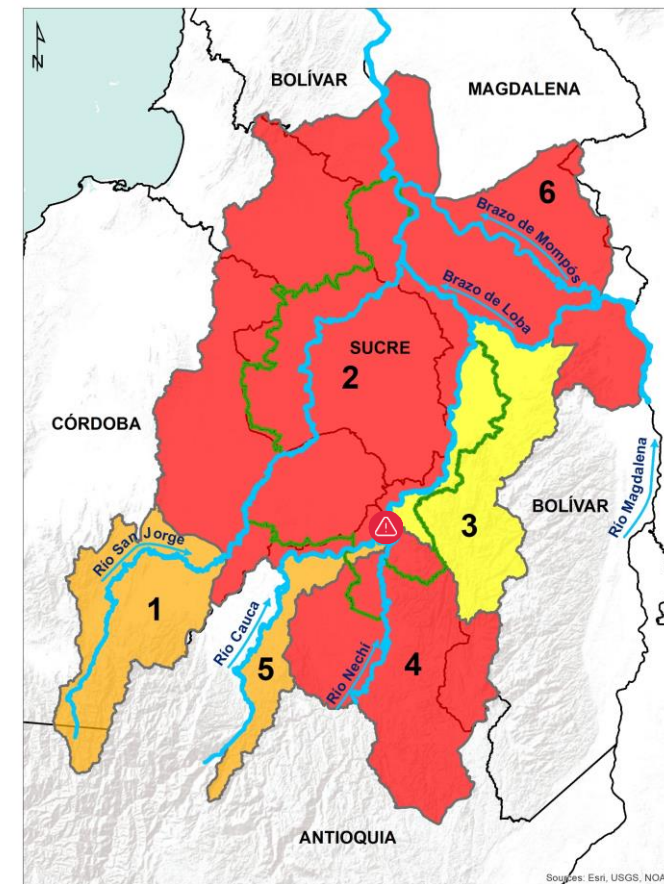 N
BOLÍVAR
MAGDALENA
6
Brazo de Mompós
Brazo de Loba
SUCRE
2
CÓRDOBA
BOLÍVAR
Río Magdalena
3
Río San Jorge
1
Río Cauca
5
Río Nechí
4
ANTIOQUIA
Sources: Esri, USGS, NOA